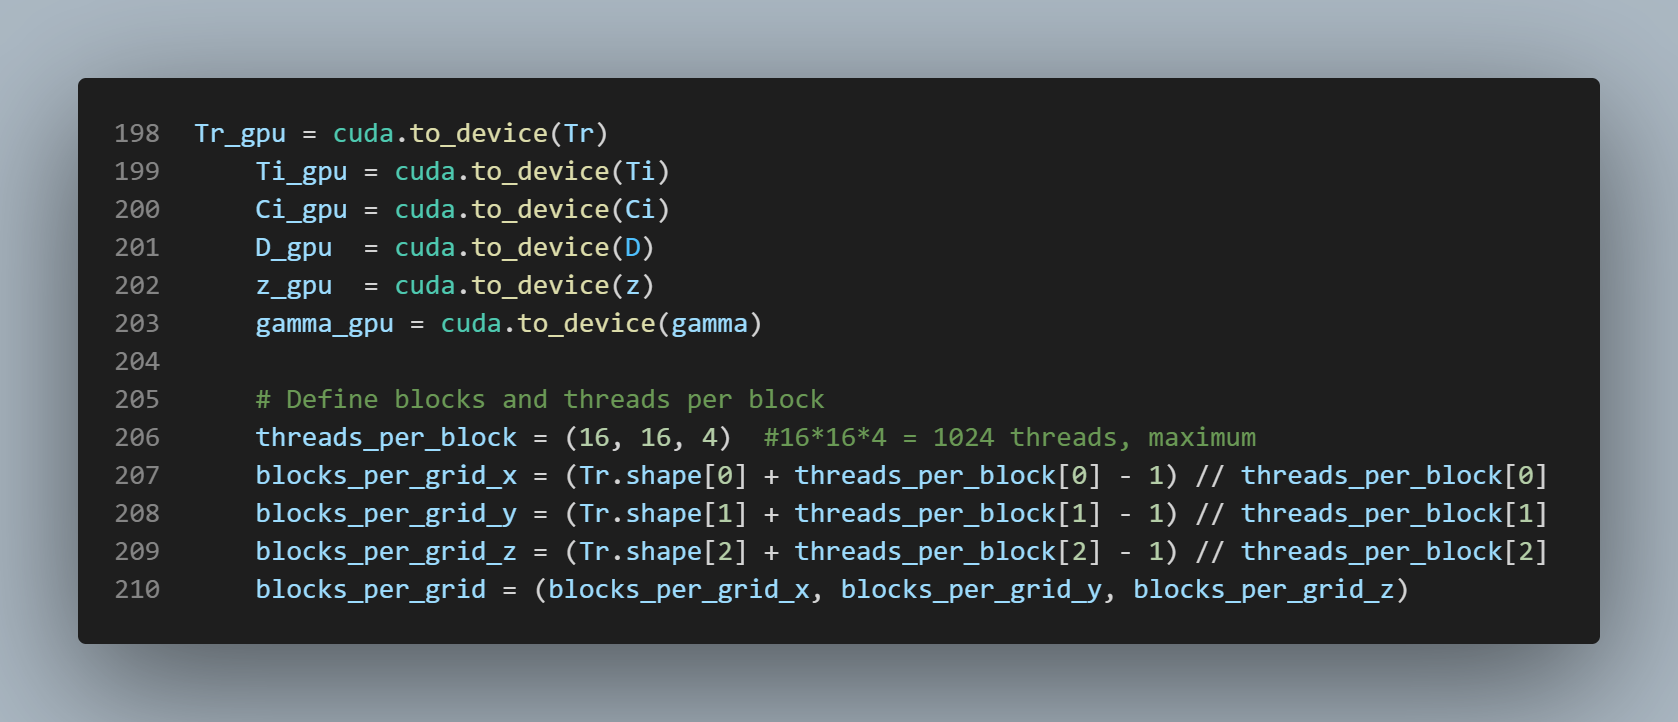 198 Tr_gpu = cuda.to_device(Tr)
199     Ti_gpu = cuda.to_device(Ti)
200     Ci_gpu = cuda.to_device(Ci)
201     D_gpu  = cuda.to_device(D)
202     z_gpu  = cuda.to_device(z)
203     gamma_gpu = cuda.to_device(gamma)
204
205     # Define blocks and threads per block
206     threads_per_block = (16, 16, 4)  #16*16*4 = 1024 threads, maximum
207     blocks_per_grid_x = (Tr.shape[0] + threads_per_block[0] - 1) // threads_per_block[0]
208     blocks_per_grid_y = (Tr.shape[1] + threads_per_block[1] - 1) // threads_per_block[1]
209     blocks_per_grid_z = (Tr.shape[2] + threads_per_block[2] - 1) // threads_per_block[2]
210     blocks_per_grid = (blocks_per_grid_x, blocks_per_grid_y, blocks_per_grid_z)